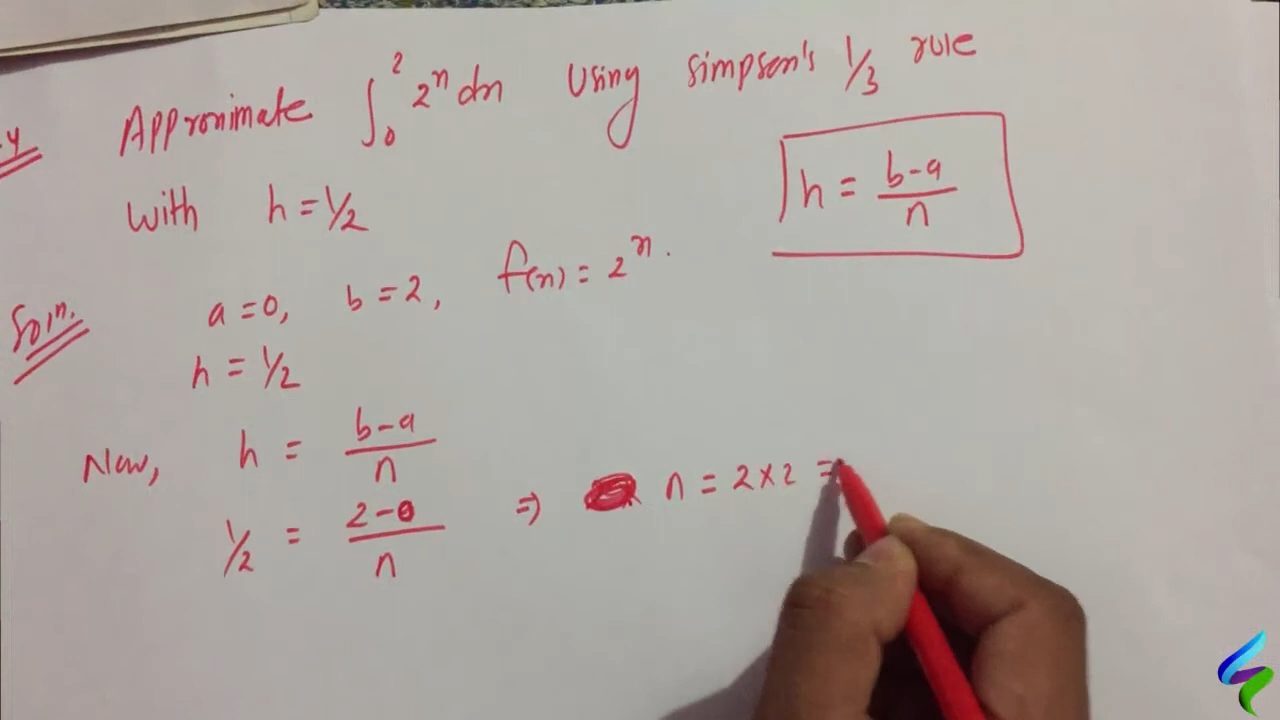 Approximate ∫₀² 2ˣ dx using simpson's 1/3 rule
with h = 1/2
h = b-a/n
Soln.
a = 0, b = 2, f(x) = 2ˣ.
h = 1/2
Now, h = b-a/n
1/2 = 2-0/n ⇒ n = 2×2 =